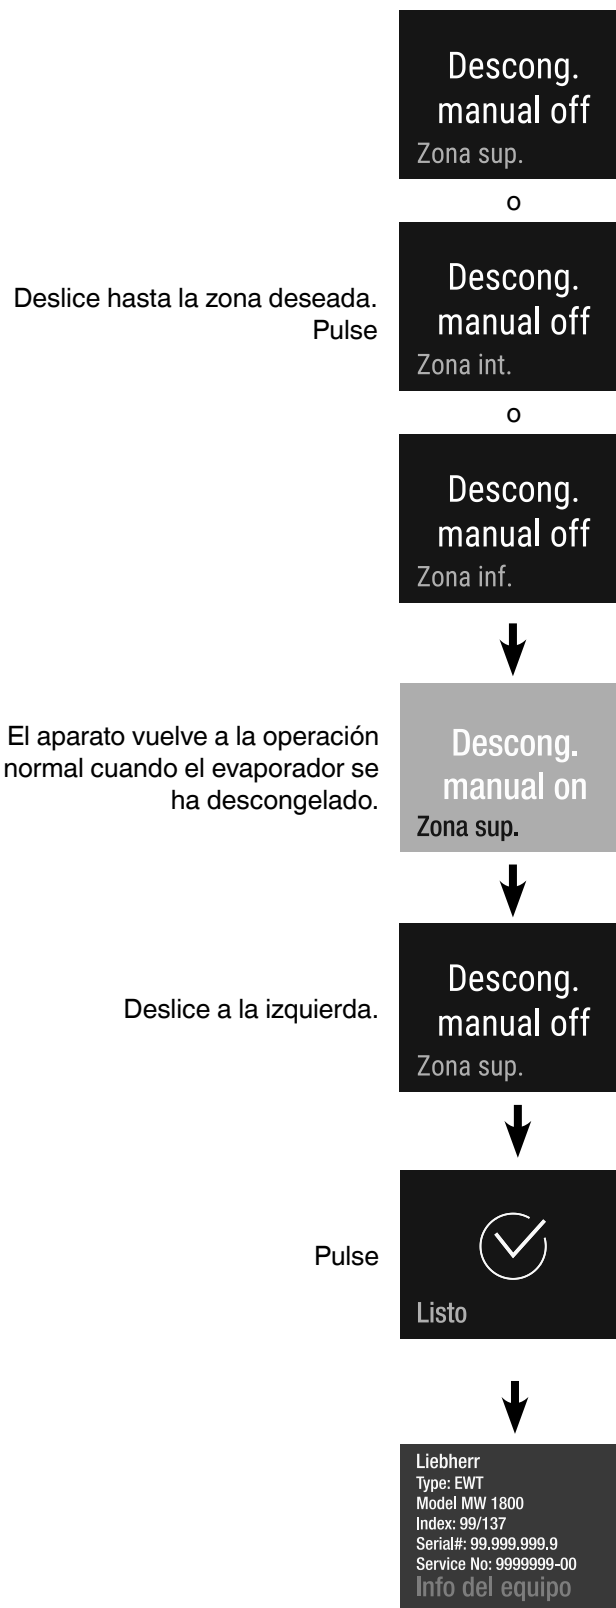 Descong.
manual off
Zona sup.
o
Deslice hasta la zona deseada.
Pulse
Descong.
manual off
Zona int.
o
Descong.
manual off
Zona inf.
El aparato vuelve a la operación
normal cuando el evaporador se
ha descongelado.
Descong.
manual on
Zona sup.
Deslice a la izquierda.
Descong.
manual off
Zona sup.
Pulse
Listo
Liebherr
Type: EWT
Model MW 1800
Index: 99/137
Serial#: 99.999.999.9
Service No: 9999999-00
Info del equipo